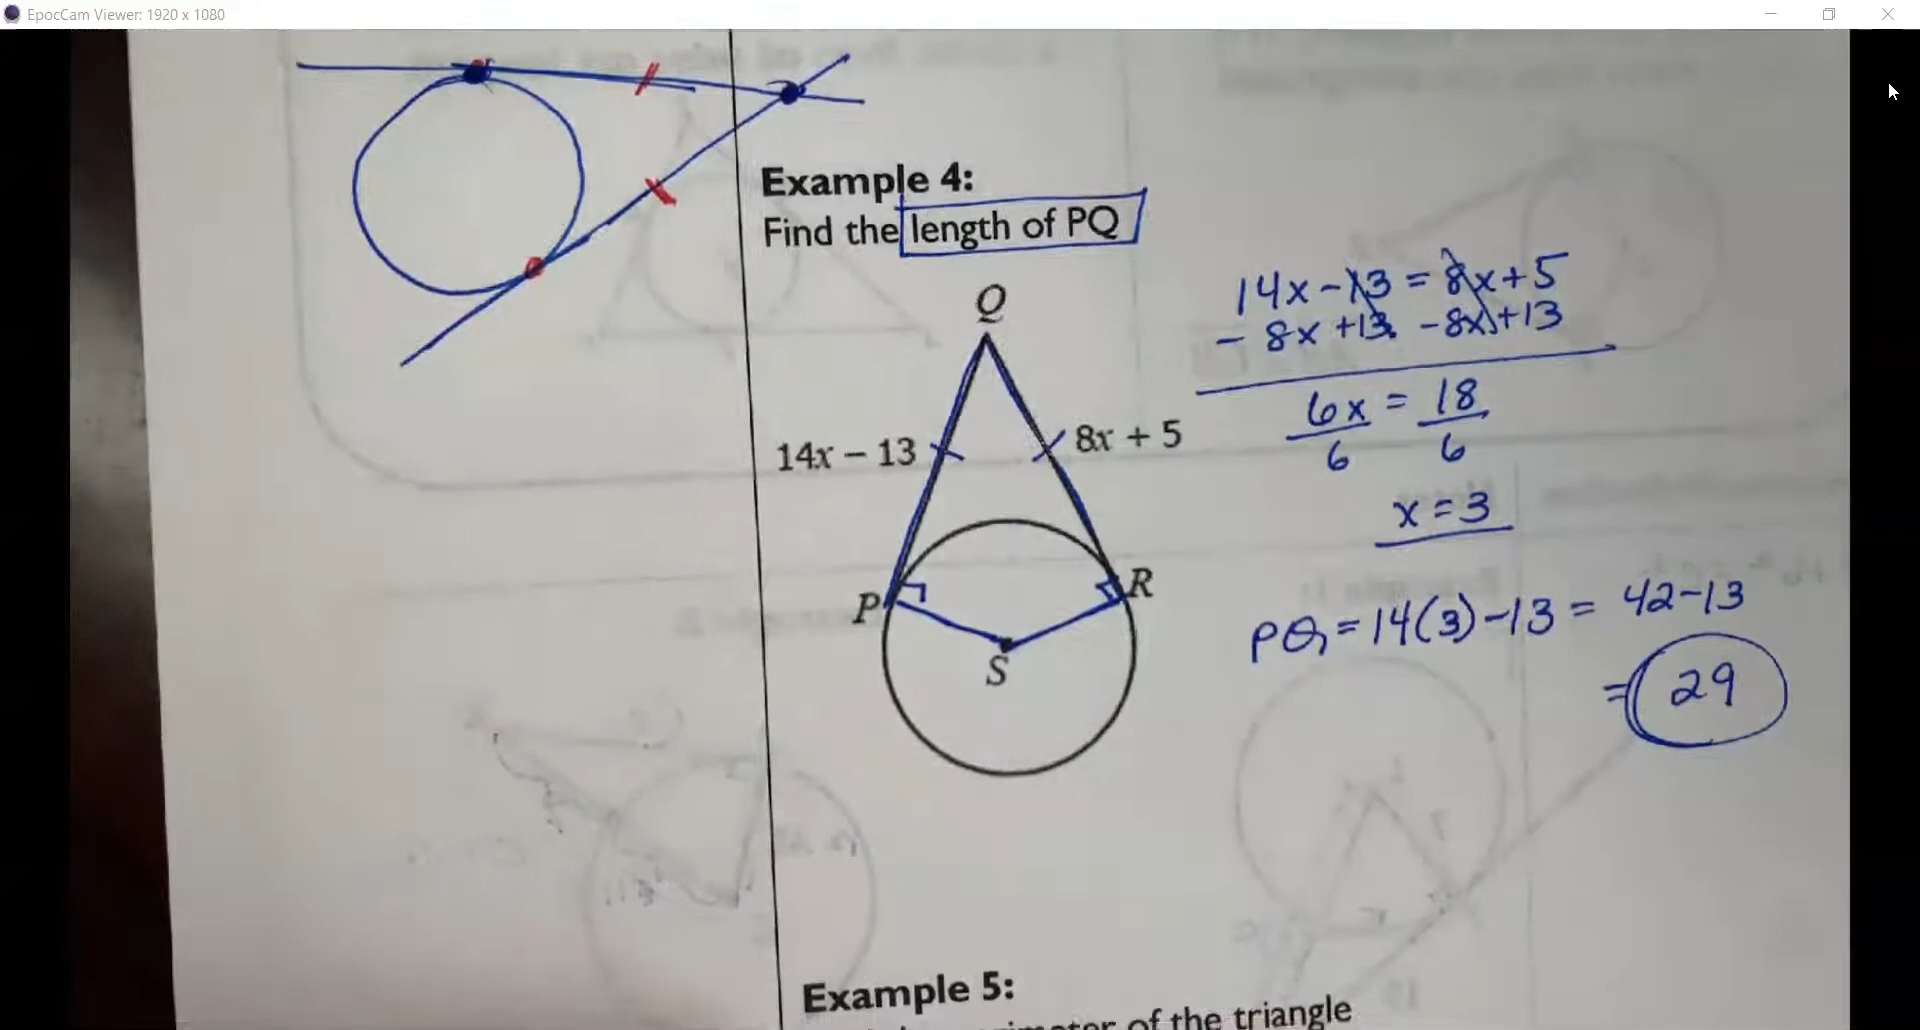 EpocCam Viewer: 1920 x 1080
Example 4:
Find the length of PQ
Q
14x – 13
8x + 5
P
R
S
14x - 13 = 8x + 5
- 8x + 13 - 8x + 13
6x = 18
6 6
x = 3
PQ = 14(3) - 13 = 42 - 13
= 29
Example 5:
of the triangle